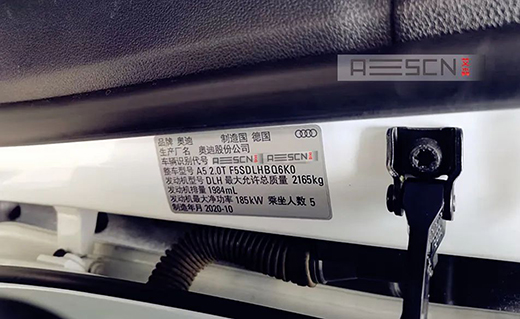 AESCN
品牌 奥迪 制造国 德国
生产厂名 奥迪股份公司
车辆识别代号 AESCN AESCN
整车型号 A5 2.0T F5SDLHBQ6K0
发动机型号 DLH 最大允许总质量 2165kg
发动机排量 1984mL
发动机最大净功率 185kW 乘坐人数 5
制造年月 2020-10